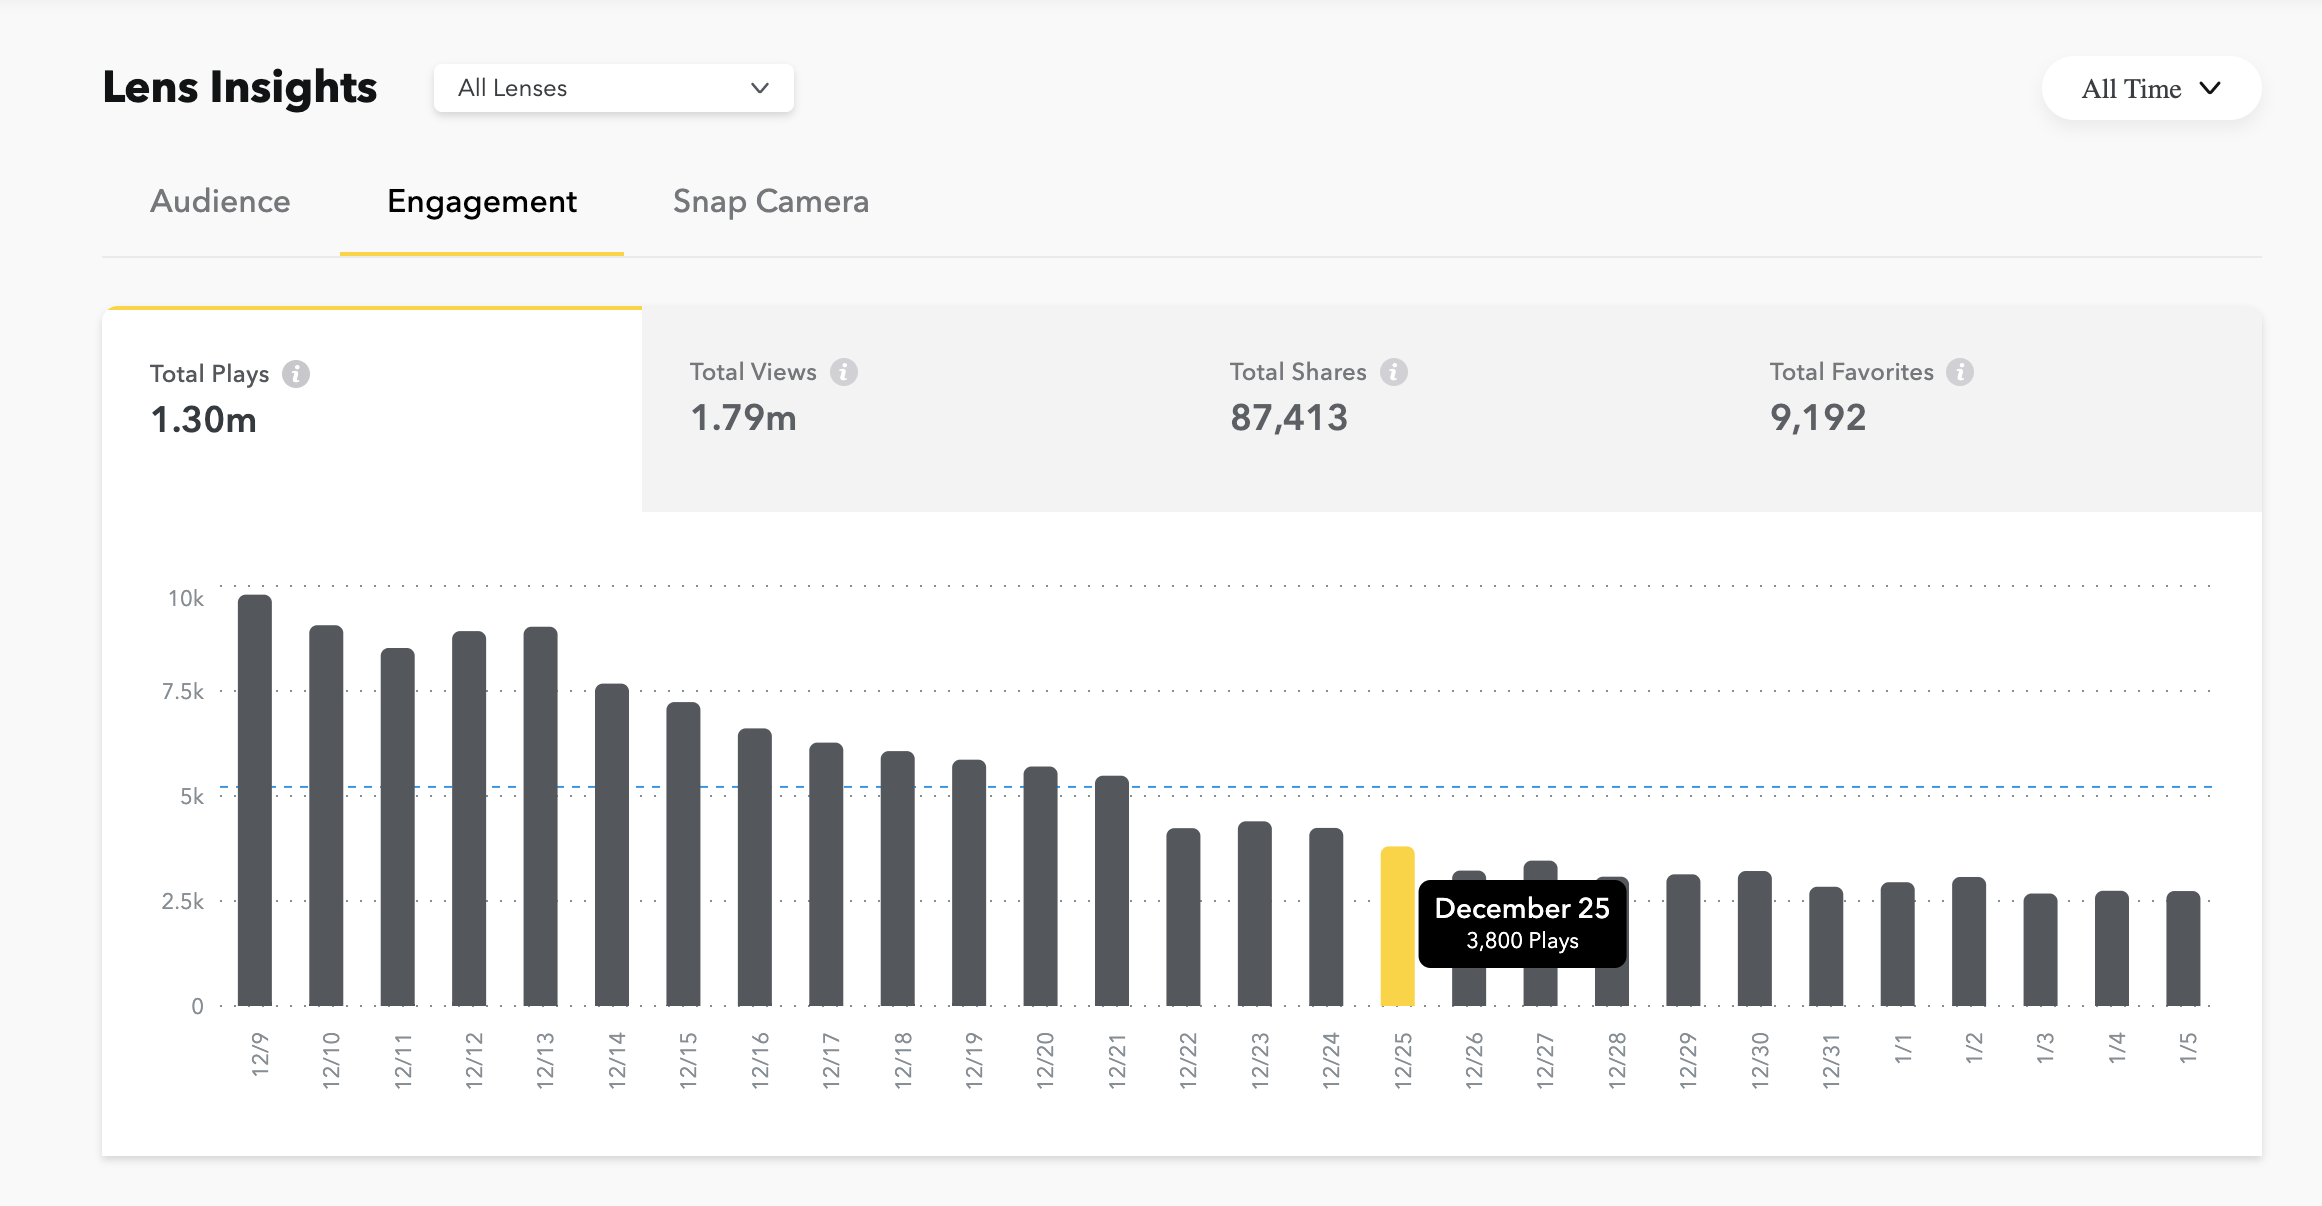 Lens Insights
All Lenses
All Time
Audience
Engagement
Snap Camera
Total Plays
1.30m
Total Views
1.79m
Total Shares
87,413
Total Favorites
9,192
10k
7.5k
5k
2.5k
0
December 25
3,800 Plays
12/9
12/10
12/11
12/12
12/13
12/14
12/15
12/16
12/17
12/18
12/19
12/20
12/21
12/22
12/23
12/24
12/25
12/26
12/27
12/28
12/29
12/30
12/31
1/1
1/2
1/3
1/4
1/5